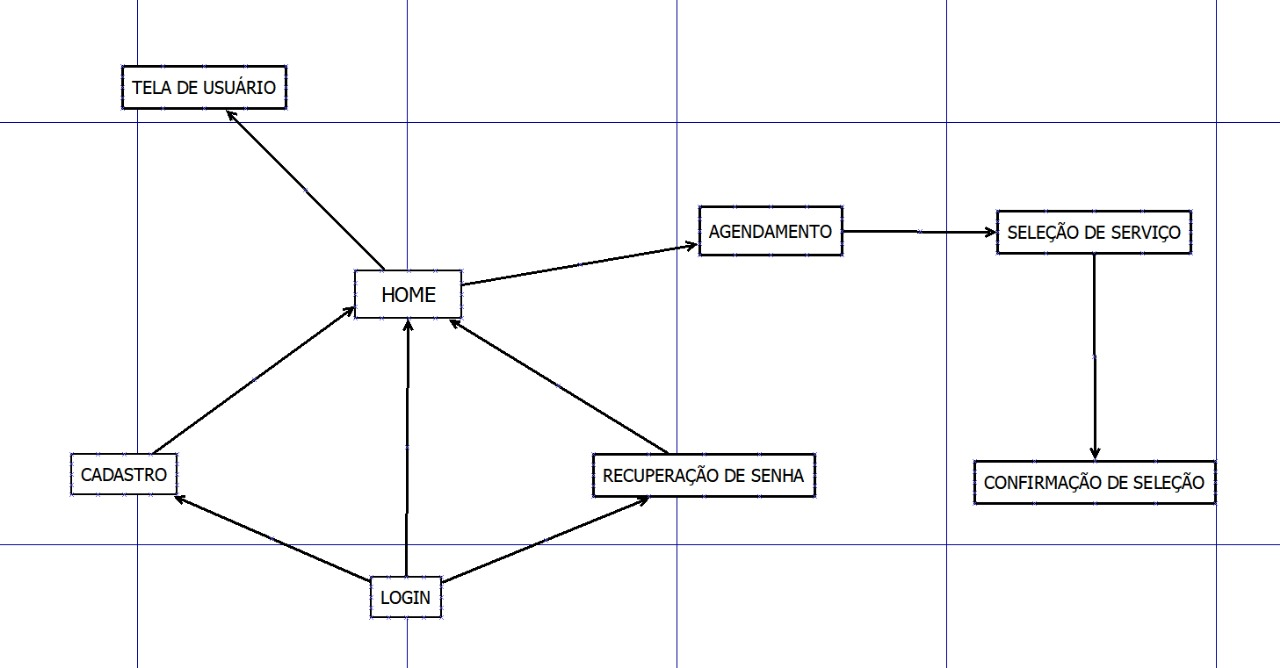 TELA DE USUÁRIO
AGENDAMENTO
SELEÇÃO DE SERVIÇO
HOME
CADASTRO
RECUPERAÇÃO DE SENHA
CONFIRMAÇÃO DE SELEÇÃO
LOGIN